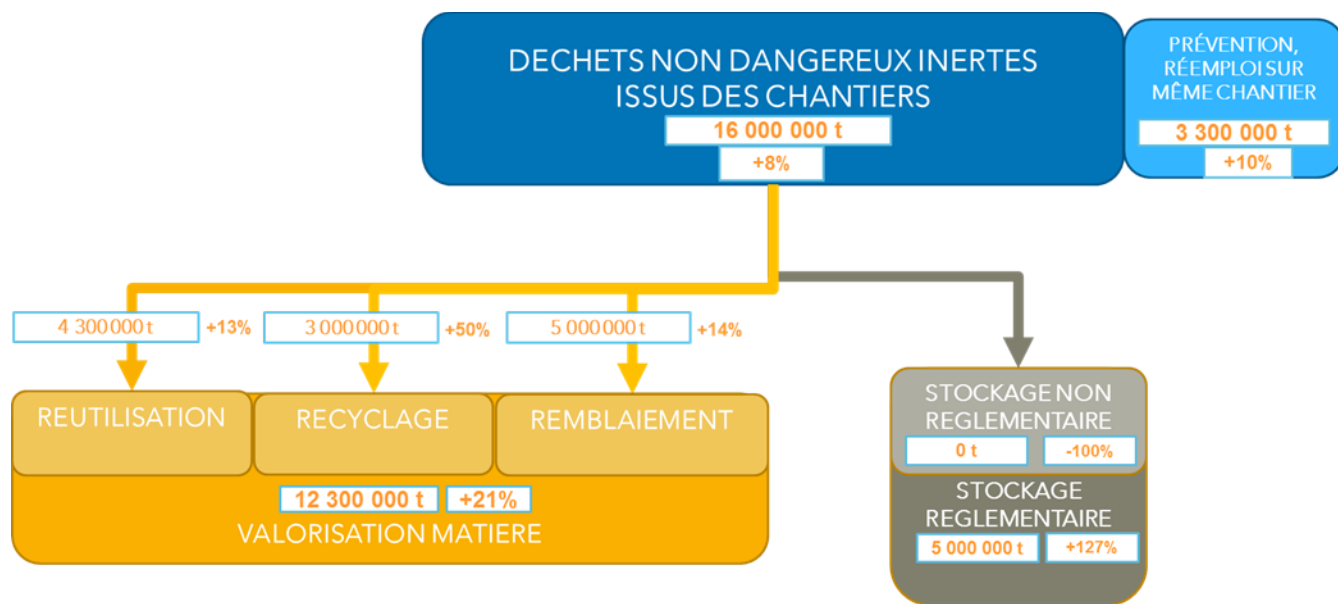 DECHETS NON DANGEREUX INERTES
ISSUS DES CHANTIERS
16 000 000 t
+8%
PRÉVENTION,
RÉEMPLOI SUR
MÊME CHANTIER
3 300 000 t
+10%
4 300 000 t +13%
3 000 000 t +50%
5 000 000 t +14%
REUTILISATION
RECYCLAGE
REMBLAIEMENT
12 300 000 t +21%
VALORISATION MATIERE
STOCKAGE NON
REGLEMENTAIRE
0 t -100%
STOCKAGE
REGLEMENTAIRE
5 000 000 t +127%